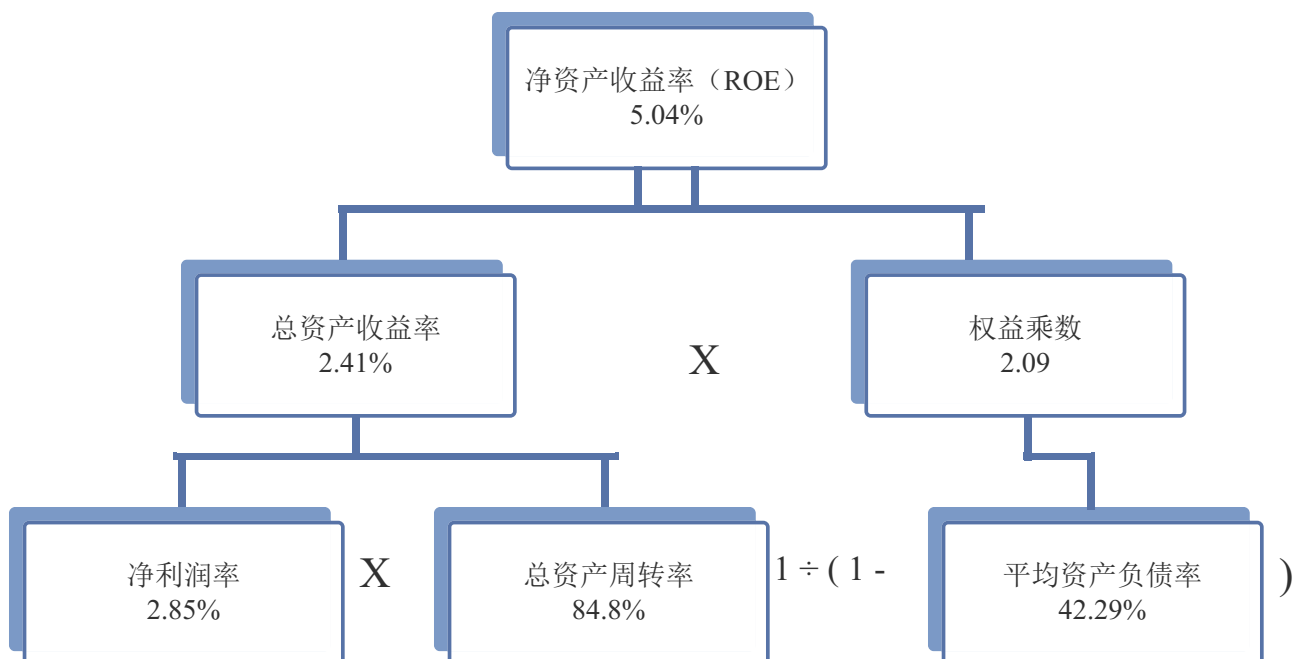 净资产收益率（ROE）
5.04%
总资产收益率
2.41%
X
权益乘数
2.09
净利润率
2.85%
X
总资产周转率
84.8%
1 ÷ ( 1 -
平均资产负债率
42.29%
)